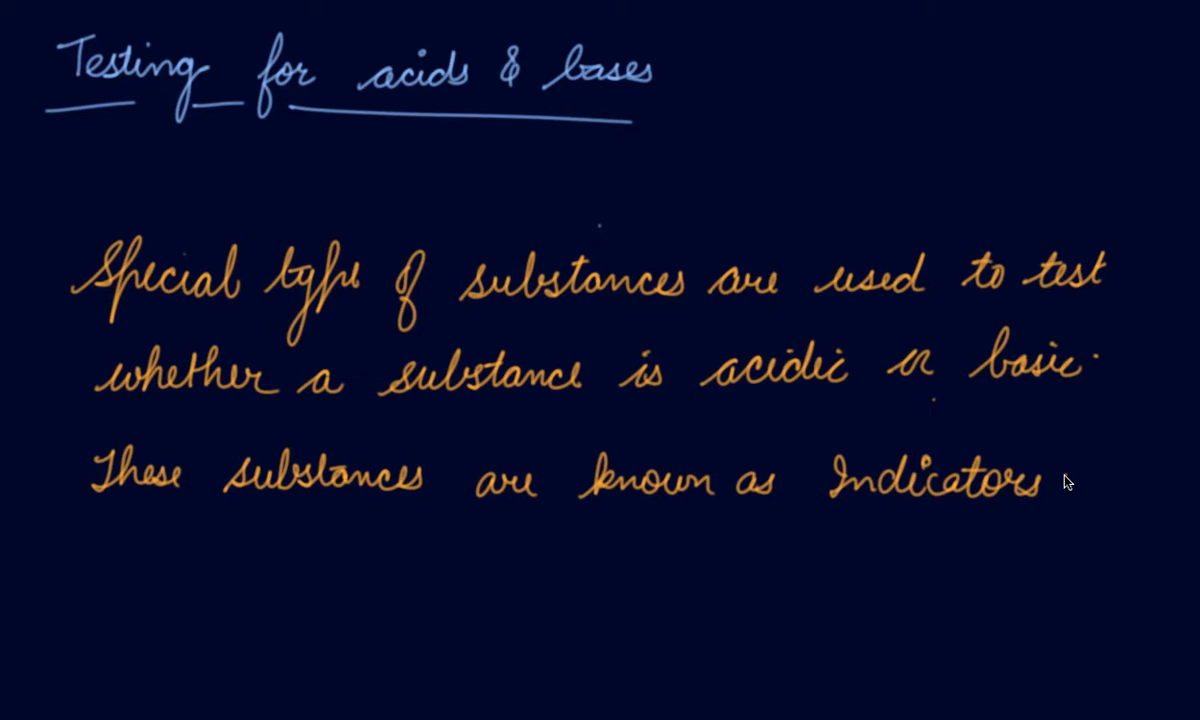 Testing for acids & bases
Special type of substances are used to test
whether a substance is acidic or basic.
These substances are known as Indicators